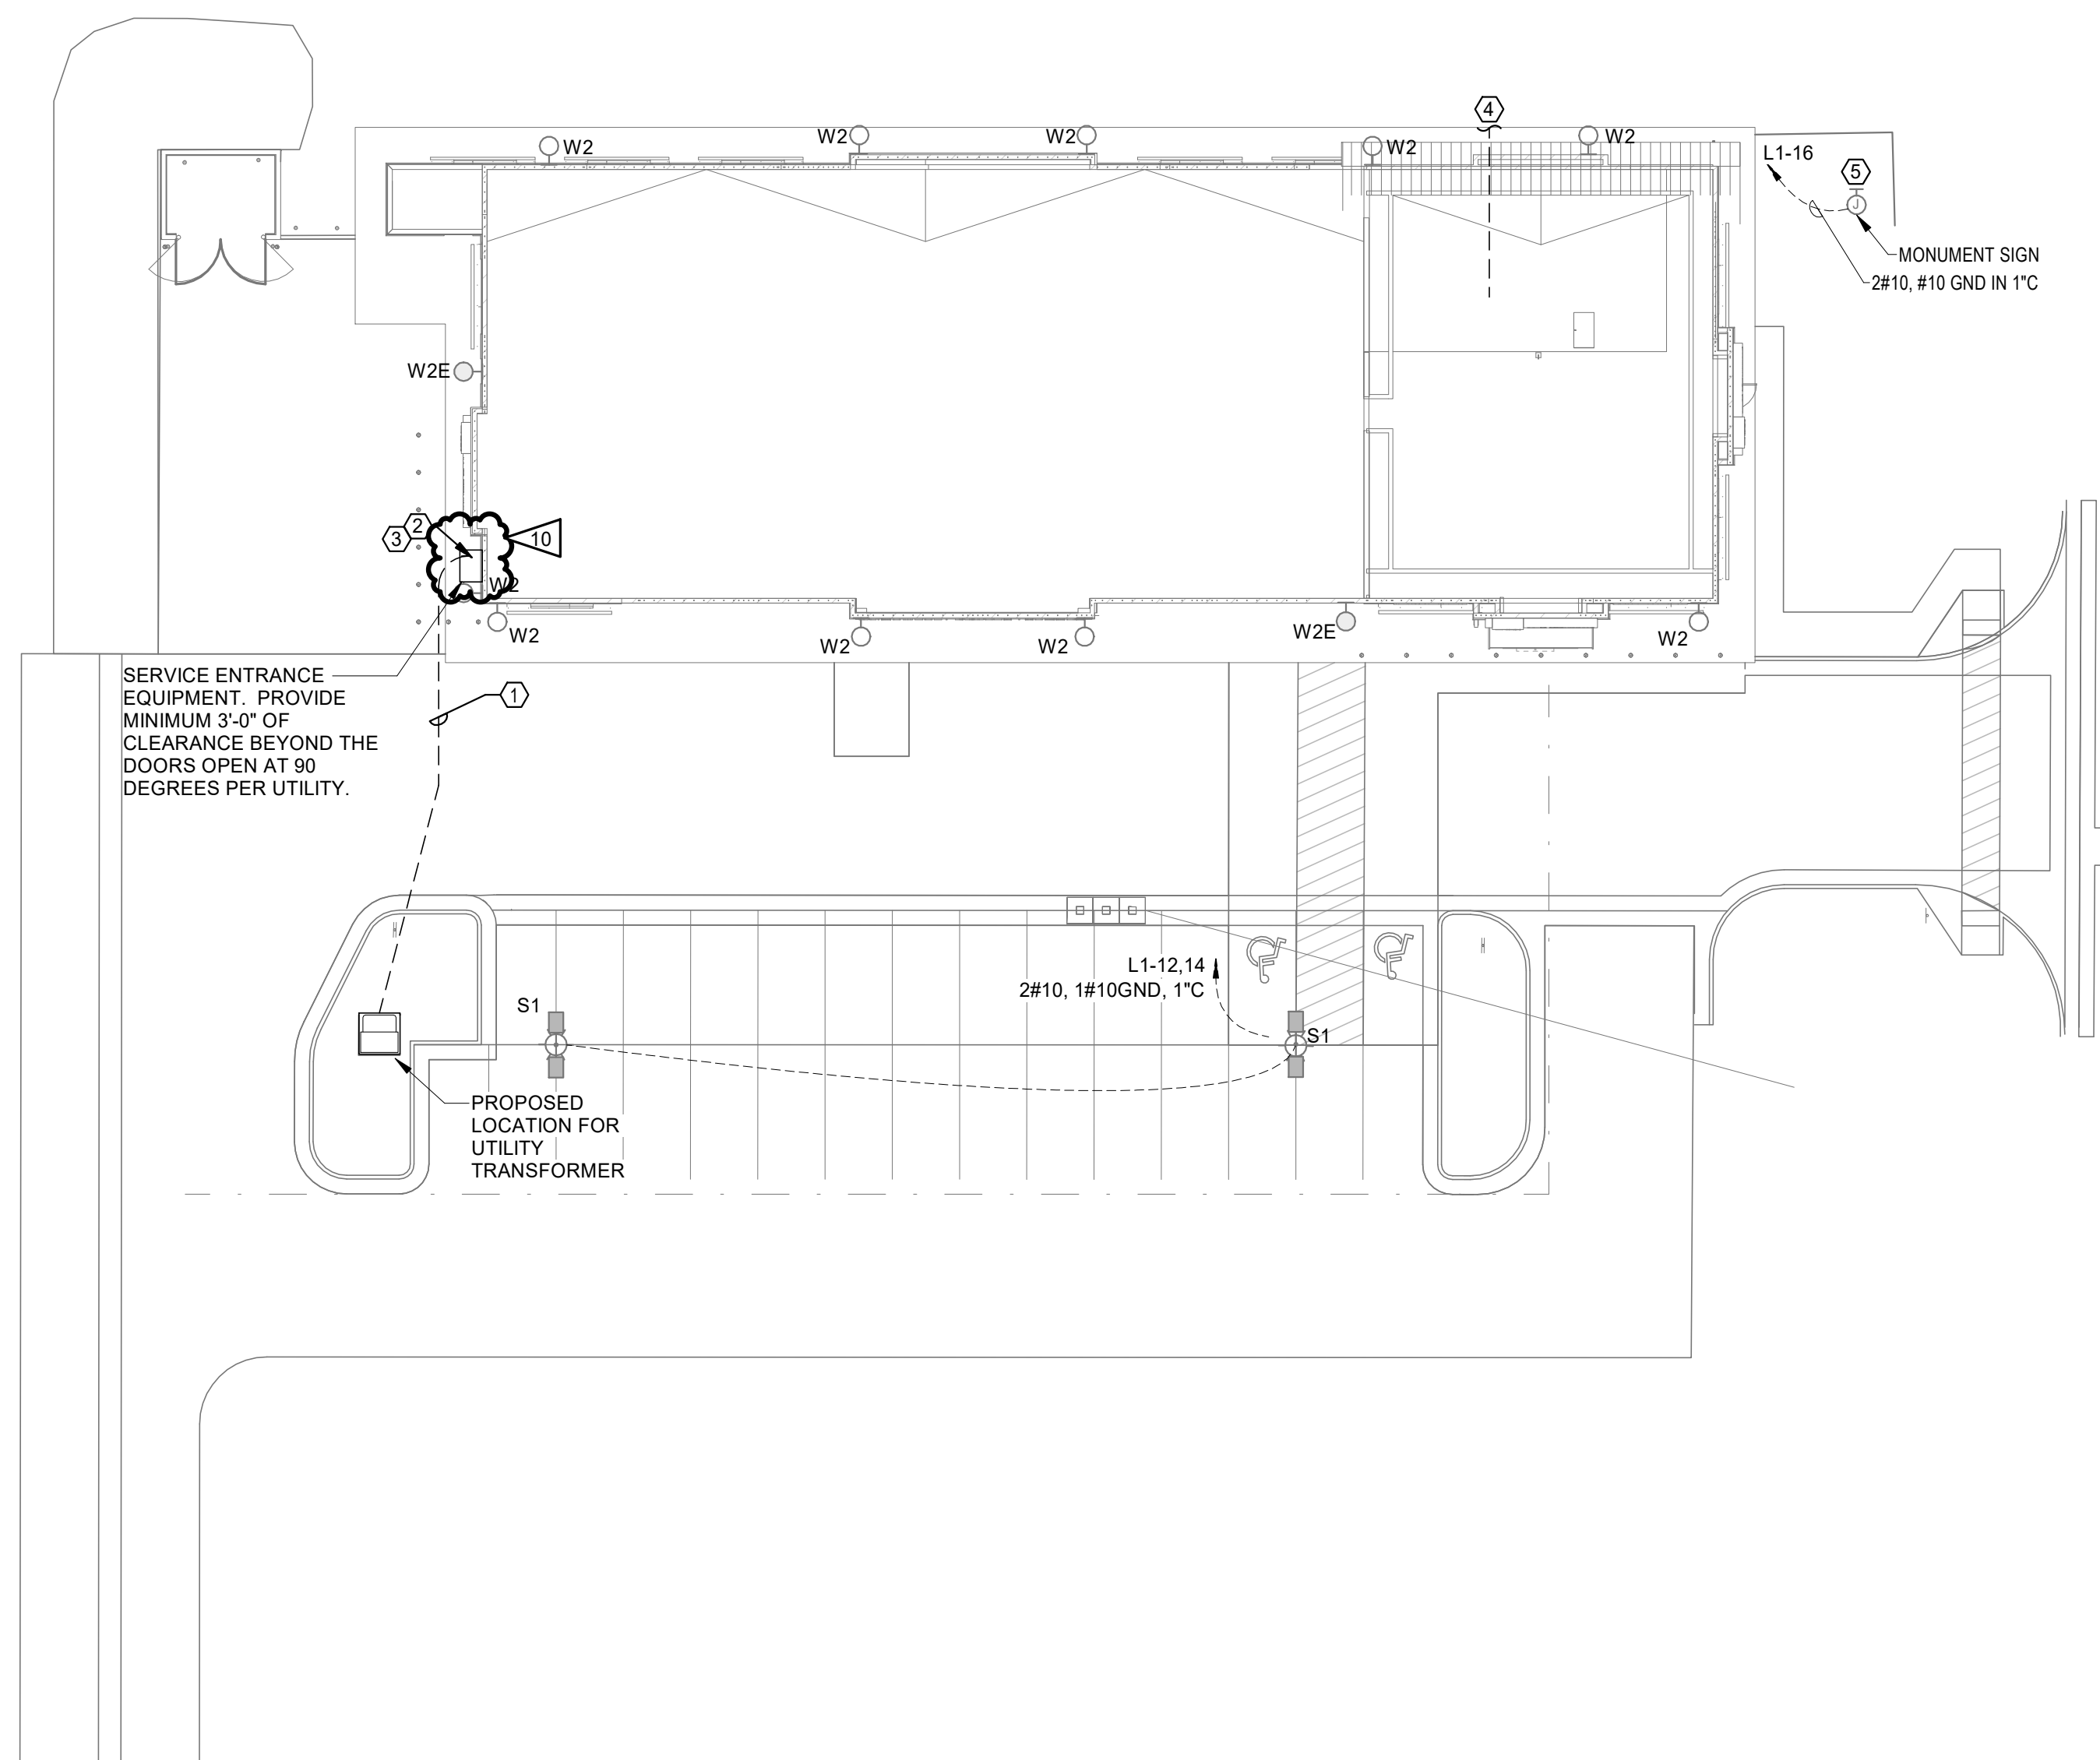 4
W2
W2
W2
W2
W2
L1-16
5
J
MONUMENT SIGN
2#10, #10 GND IN 1"C
W2E
2
3
10
W2
W2
W2
W2
W2E
W2
SERVICE ENTRANCE
EQUIPMENT. PROVIDE
MINIMUM 3'-0" OF
CLEARANCE BEYOND THE
DOORS OPEN AT 90
DEGREES PER UTILITY.
1
L1-12,14
2#10, 1#10GND, 1"C
S1
S1
PROPOSED
LOCATION FOR
UTILITY
TRANSFORMER